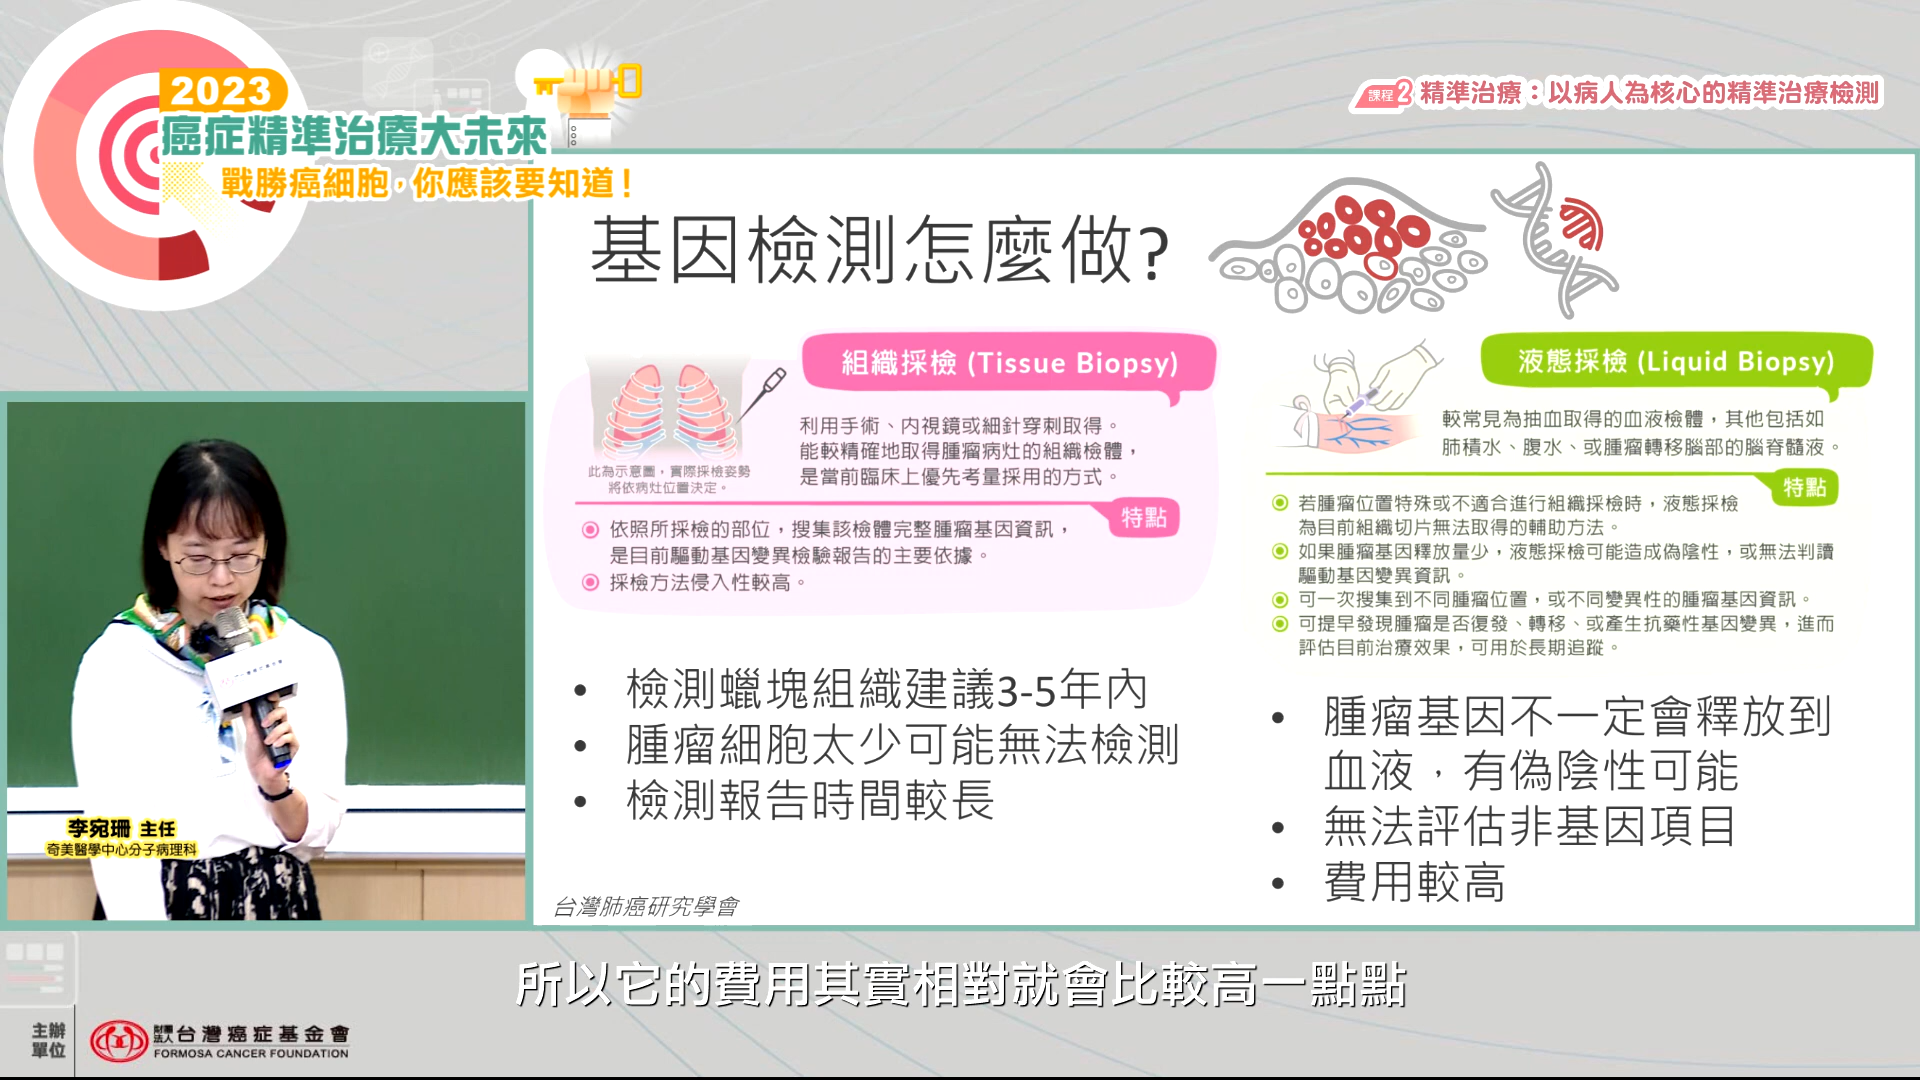 2023
癌症精準治療大未來
戰勝癌細胞，你應該要知道！
課程2 精準治療：以病人為核心的精準治療檢測
基因檢測怎麼做?
組織採檢 (Tissue Biopsy)
利用手術、內視鏡或細針穿刺取得。
能較精確地取得腫瘤病灶的組織檢體，
是當前臨床上優先考量採用的方式。
此為示意圖，實際採檢姿勢
將依病灶位置決定。
特點
依照所採檢的部位，搜集該檢體完整腫瘤基因資訊，
是目前驅動基因變異檢驗報告的主要依據。
採檢方法侵入性較高。
• 檢測蠟塊組織建議3-5年內
• 腫瘤細胞太少可能無法檢測
• 檢測報告時間較長
台灣肺癌研究學會
液態採檢 (Liquid Biopsy)
較常見為抽血取得的血液檢體，其他包括如
肺積水、腹水、或腫瘤轉移腦部的腦脊髓液。
特點
若腫瘤位置特殊或不適合進行組織採檢時，液態採檢
為目前組織切片無法取得的輔助方法。
如果腫瘤基因釋放量少，液態採檢可能造成偽陰性，或無法判讀
驅動基因變異資訊。
可一次搜集到不同腫瘤位置，或不同變異性的腫瘤基因資訊。
可提早發現腫瘤是否復發、轉移、或產生抗藥性基因變異，進而
評估目前治療效果，可用於長期追蹤。
• 腫瘤基因不一定會釋放到
血液，有偽陰性可能
• 無法評估非基因項目
• 費用較高
李宛珊 主任
奇美醫學中心分子病理科
所以它的費用其實相對就會比較高一點點
主辦
單位
財團
法人 台灣癌症基金會
FORMOSA CANCER FOUNDATION